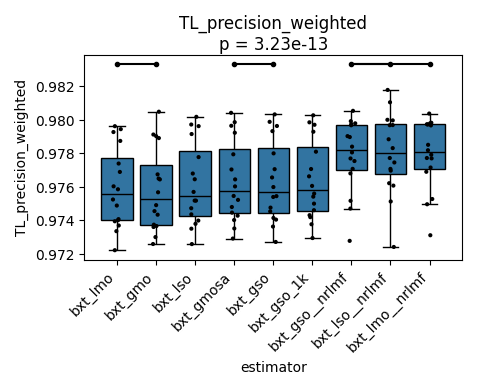 TL_precision_weighted
p = 3.23e-13
TL_precision_weighted
0.982
0.980
0.978
0.976
0.974
0.972
bxt_lmo
bxt_gmo
bxt_lso
bxt_gmosa
bxt_gso
bxt_gso_1k
bxt_gso__nrlmf
bxt_lso__nrlmf
bxt_lmo__nrlmf
estimator